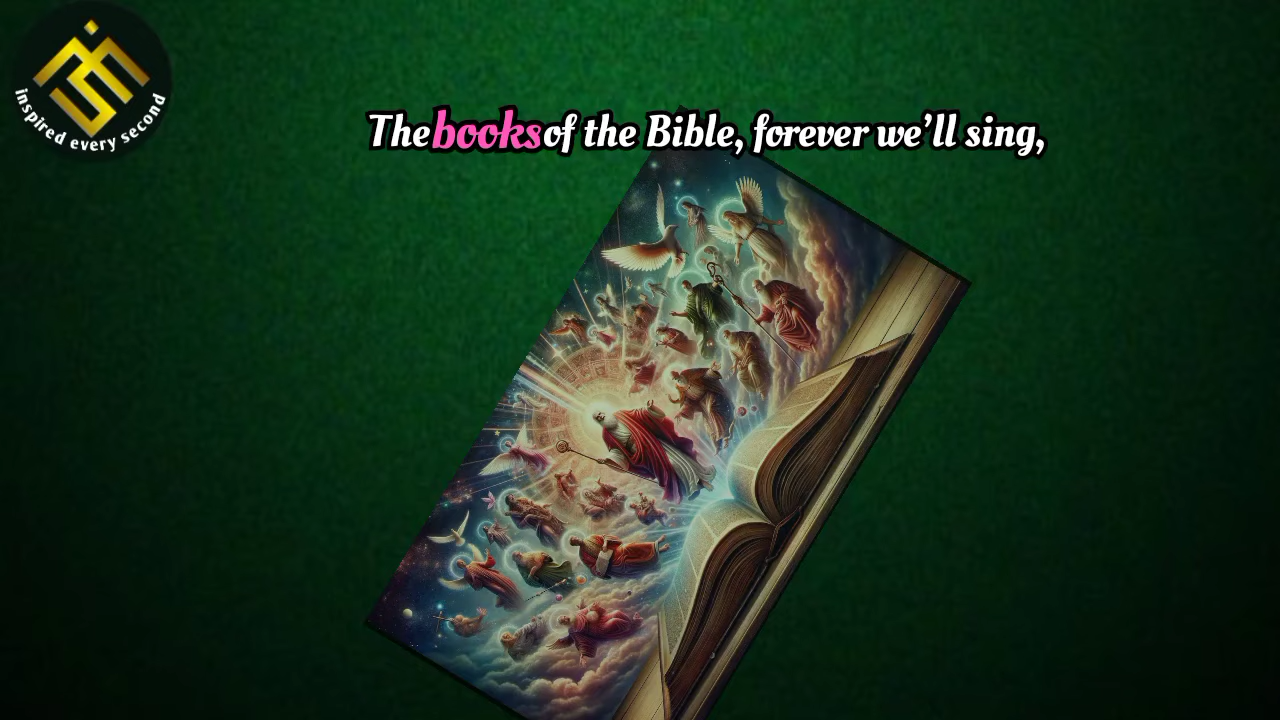 The books of the Bible, forever we’ll sing,
inspired every second